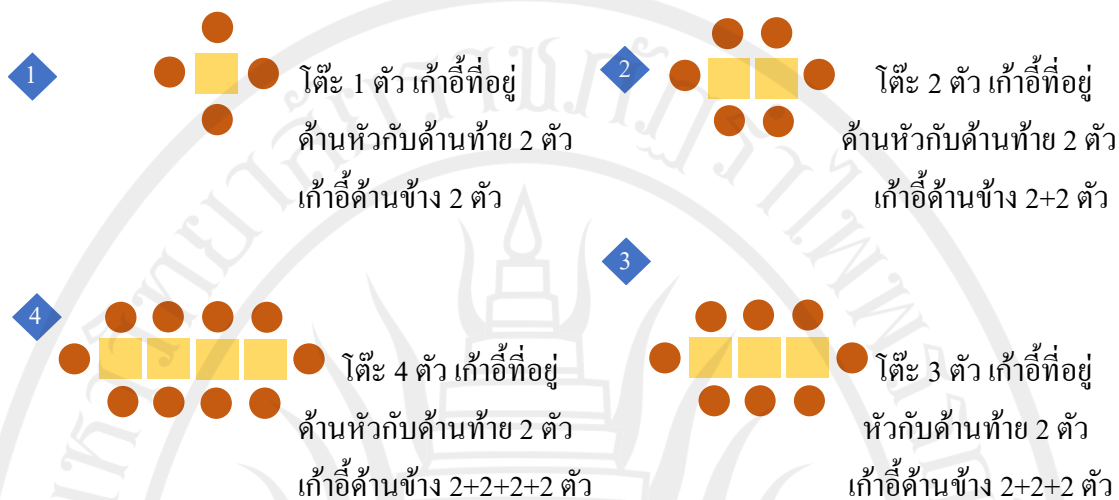 1
โต๊ะ 1 ตัว เก้าอี้ที่อยู่
ด้านหัวกับด้านท้าย 2 ตัว
เก้าอี้ด้านข้าง 2 ตัว
2
โต๊ะ 2 ตัว เก้าอี้ที่อยู่
ด้านหัวกับด้านท้าย 2 ตัว
เก้าอี้ด้านข้าง 2+2 ตัว
3
โต๊ะ 3 ตัว เก้าอี้ที่อยู่
หัวกับด้านท้าย 2 ตัว
เก้าอี้ด้านข้าง 2+2+2 ตัว
4
โต๊ะ 4 ตัว เก้าอี้ที่อยู่
ด้านหัวกับด้านท้าย 2 ตัว
เก้าอี้ด้านข้าง 2+2+2+2 ตัว